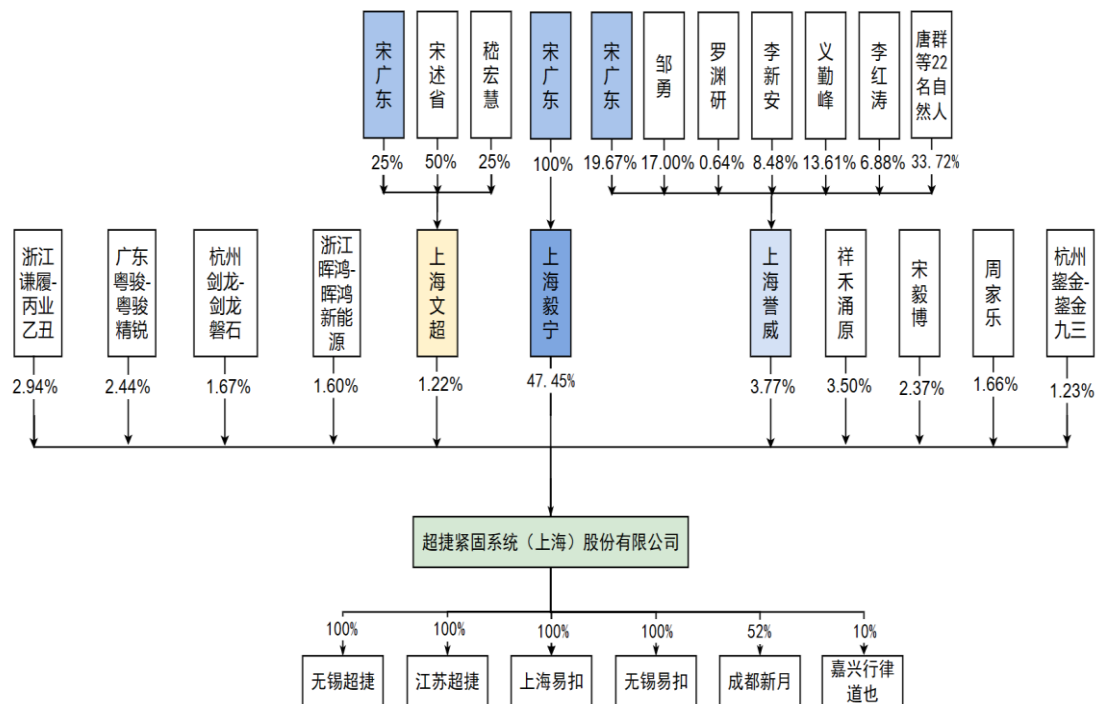 宋广东
宋述省
嵇宏慧
宋广东
宋广东
邹勇
罗渊研
李新安
义勤峰
李红涛
唐群等22名自然人
25%
50%
25%
100%
19.67%
17.00%
0.64%
8.48%
13.61%
6.88%
33.72%
浙江
谦履-
丙业
乙丑
广东
粤骏-
粤骏
精锐
杭州
剑龙-
剑龙
磐石
浙江
晖鸿-
晖鸿
新能
源
上海文超
上海毅宁
上海誉威
祥禾涌原
宋毅博
周家乐
杭州
鋆金-
鋆金
九三
2.94%
2.44%
1.67%
1.60%
1.22%
47.45%
3.77%
3.50%
2.37%
1.66%
1.23%
超捷紧固系统（上海）股份有限公司
100%
100%
100%
100%
52%
10%
无锡超捷
江苏超捷
上海易扣
无锡易扣
成都新月
嘉兴行律
道也